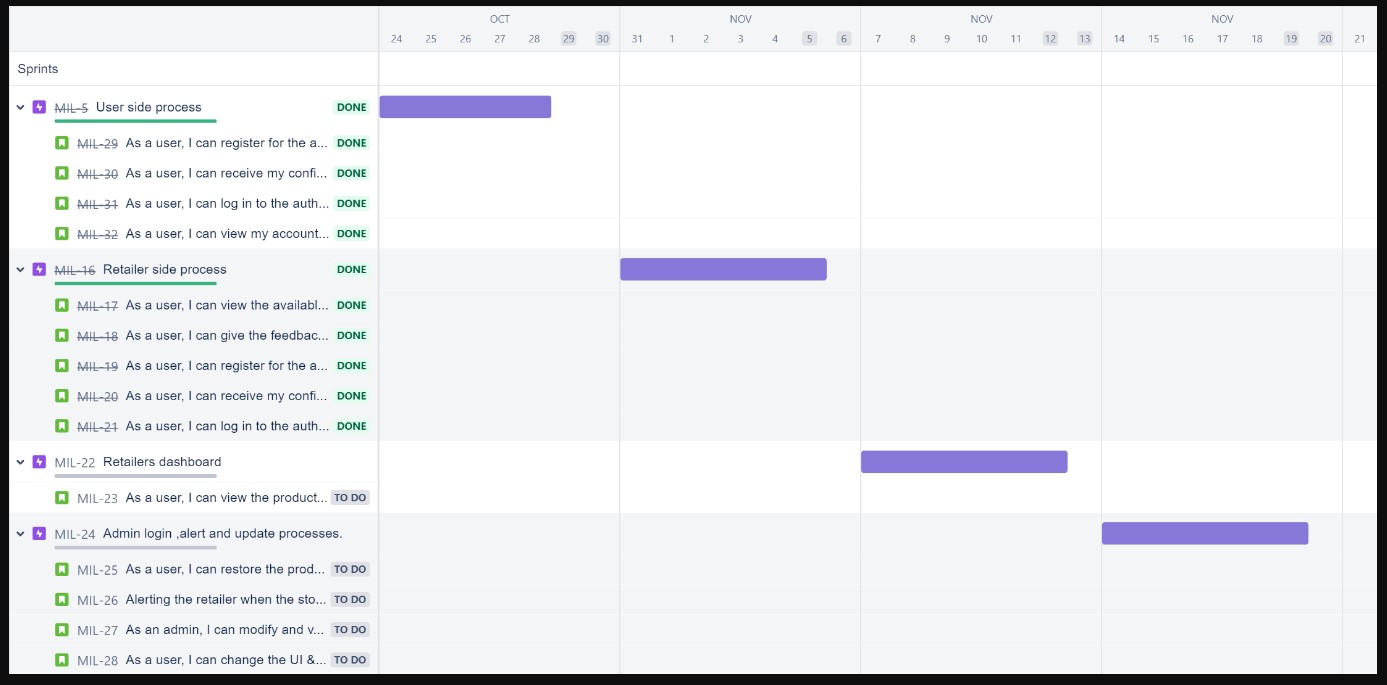 OCT NOV NOV NOV
24 25 26 27 28 29 30 31 1 2 3 4 5 6 7 8 9 10 11 12 13 14 15 16 17 18 19 20 21
Sprints
MIL-5 User side process DONE
MIL-29 As a user, I can register for the a... DONE
MIL-30 As a user, I can receive my confi... DONE
MIL-31 As a user, I can log in to the auth... DONE
MIL-32 As a user, I can view my account... DONE
MIL-16 Retailer side process DONE
MIL-17 As a user, I can view the availabl... DONE
MIL-18 As a user, I can give the feedbac... DONE
MIL-19 As a user, I can register for the a... DONE
MIL-20 As a user, I can receive my confi... DONE
MIL-21 As a user, I can log in to the auth... DONE
MIL-22 Retailers dashboard
MIL-23 As a user, I can view the product... TO DO
MIL-24 Admin login ,alert and update processes.
MIL-25 As a user, I can restore the prod... TO DO
MIL-26 Alerting the retailer when the sto... TO DO
MIL-27 As an admin, I can modify and v... TO DO
MIL-28 As a user, I can change the UI &... TO DO